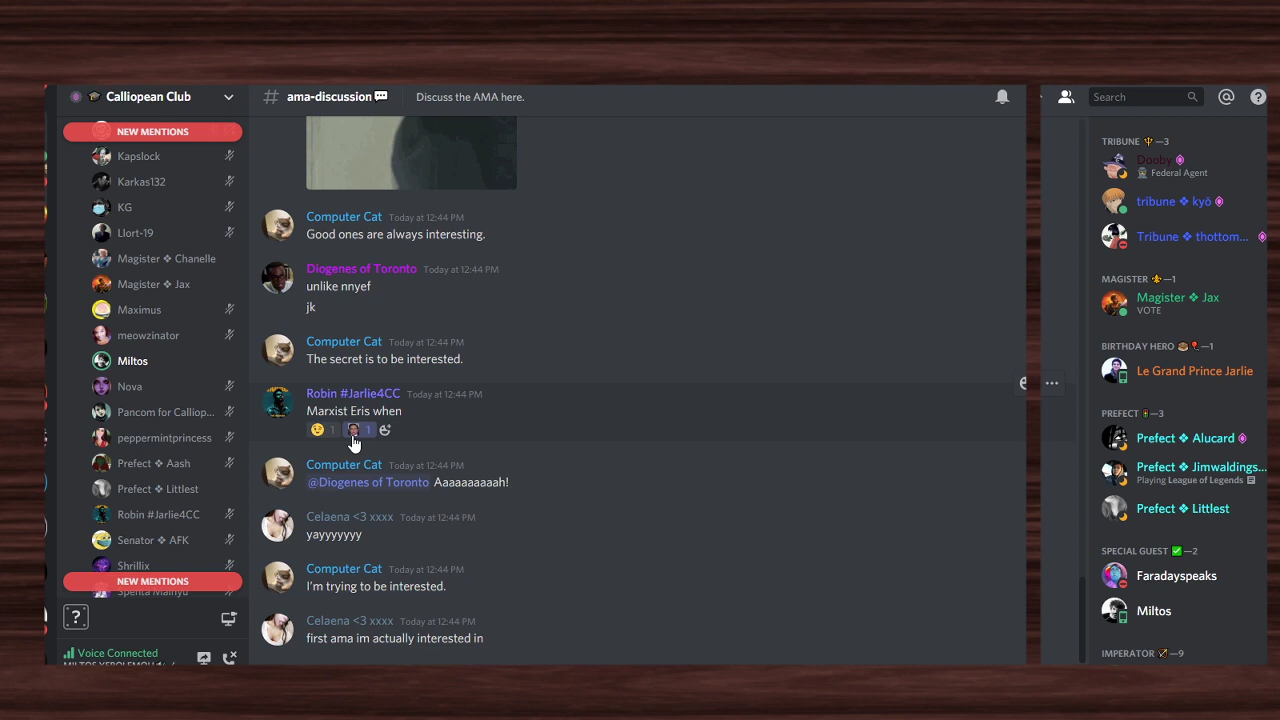 Calliopean Club
NEW MENTIONS
Kapslock
Karkas132
KG
Llort-19
Magister ❖ Chanelle
Magister ❖ Jax
Maximus
meowzinator
Miltos
Nova
Pancom for Calliop...
peppermintprincess
Prefect ❖ Aash
Prefect ❖ Littlest
Robin #Jarlie4CC
Senator ❖ AFK
Shrillix
NEW MENTIONS
?
Voice Connected
# ama-discussion💬
Discuss the AMA here.
Computer Cat Today at 12:44 PM
Good ones are always interesting.
Diogenes of Toronto Today at 12:44 PM
unlike nnyef
jk
Computer Cat Today at 12:44 PM
The secret is to be interested.
Robin #Jarlie4CC Today at 12:44 PM
Marxist Eris when
1 1
Computer Cat Today at 12:44 PM
@Diogenes of Toronto Aaaaaaaaaah!
Celaena <3 xxxx Today at 12:44 PM
yayyyyyyy
Computer Cat Today at 12:44 PM
I'm trying to be interested.
Celaena <3 xxxx Today at 12:44 PM
first ama im actually interested in
Search
@ ?
TRIBUNE 🔱—3
Dooby
Federal Agent
tribune ❖ kyō
Tribune ❖ thottom...
MAGISTER ⚜—1
Magister ❖ Jax
VOTE
BIRTHDAY HERO 🎂🎈—1
Le Grand Prince Jarlie
PREFECT 🎖—3
Prefect ❖ Alucard
Prefect ❖ Jimwaldings...
Playing League of Legends
Prefect ❖ Littlest
SPECIAL GUEST ✅—2
Faradayspeaks
Miltos
IMPERATOR —9